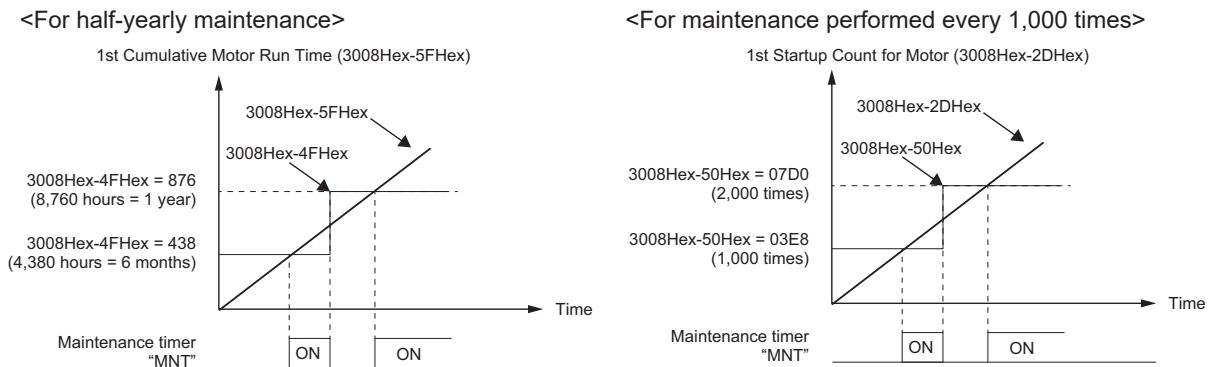 <For half-yearly maintenance>
1st Cumulative Motor Run Time (3008Hex-5FHex)
3008Hex-5FHex
3008Hex-4FHex
3008Hex-4FHex = 876
(8,760 hours = 1 year)
3008Hex-4FHex = 438
(4,380 hours = 6 months)
Time
Maintenance timer
“MNT”
ON
ON
<For maintenance performed every 1,000 times>
1st Startup Count for Motor (3008Hex-2DHex)
3008Hex-2DHex
3008Hex-50Hex
3008Hex-50Hex = 07D0
(2,000 times)
3008Hex-50Hex = 03E8
(1,000 times)
Time
Maintenance timer
“MNT”
ON
ON